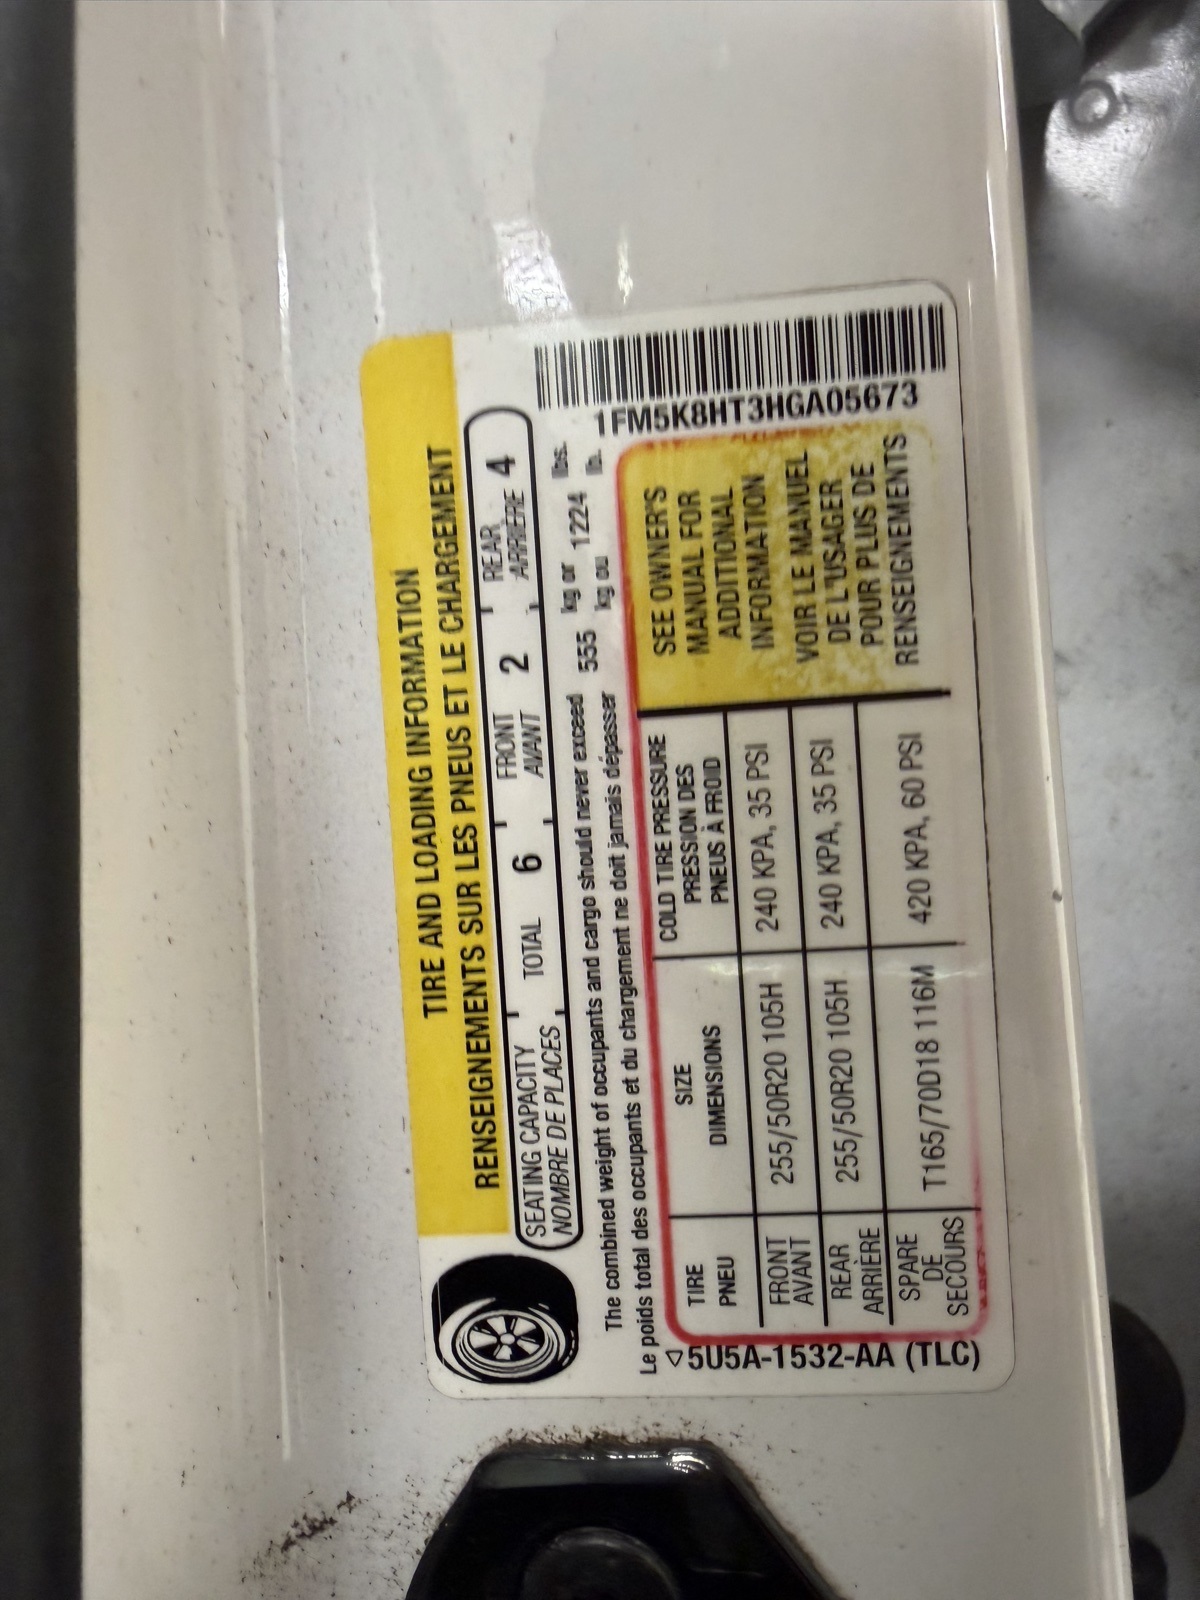 TIRE AND LOADING INFORMATION
RENSEIGNEMENTS SUR LES PNEUS ET LE CHARGEMENT
SEATING CAPACITY TOTAL 6 FRONT 2 REAR 4
NOMBRE DE PLACES AVANT ARRIÈRE
The combined weight of occupants and cargo should never exceed 555 kg or 1224 lbs.
Le poids total des occupants et du chargement ne doit jamais dépasser kg ou lb.
1FM5K8HT3HGA05673
TIRE SIZE COLD TIRE PRESSURE
PNEU DIMENSIONS PRESSION DES
PNEUS À FROID
FRONT 255/50R20 105H 240 KPA, 35 PSI
AVANT
REAR 255/50R20 105H 240 KPA, 35 PSI
ARRIÈRE
SPARE T165/70D18 116M 420 KPA, 60 PSI
DE
SECOURS
SEE OWNER'S
MANUAL FOR
ADDITIONAL
INFORMATION
VOIR LE MANUEL
DE L'USAGER
POUR PLUS DE
RENSEIGNEMENTS
5U5A-1532-AA (TLC)